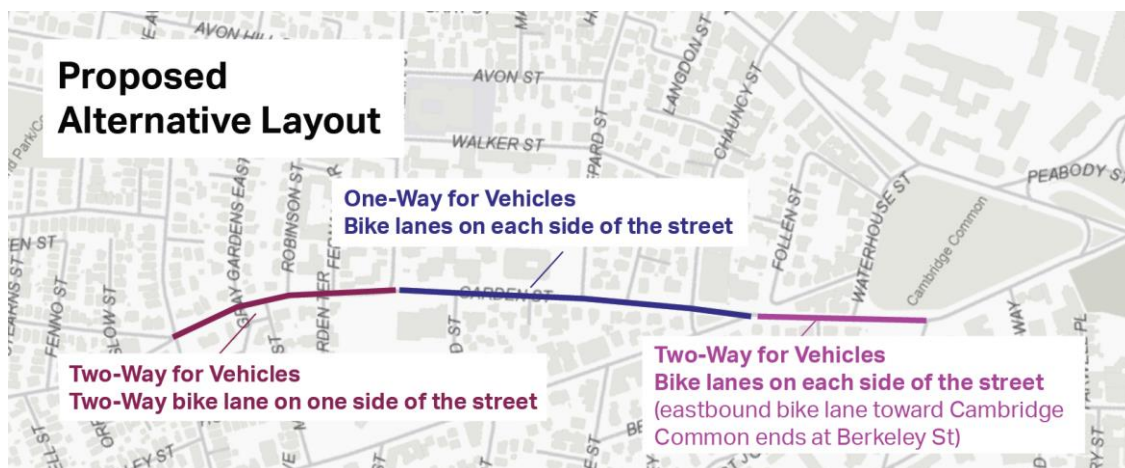 Proposed
Alternative Layout
AVON HILL
AVON ST
LANGDON ST
CHAUNCY ST
WALKER ST
PEABODY ST
One-Way for Vehicles
Bike lanes on each side of the street
GRAY GARDENS EAST
ROBINSON ST
FOLLEN ST
WATERHOUSE ST
Cambridge Common
STEARNS ST
FENNO ST
GARDEN ST
Two-Way for Vehicles
Two-Way bike lane on one side of the street
Two-Way for Vehicles
Bike lanes on each side of the street
(eastbound bike lane toward Cambridge
Common ends at Berkeley St)